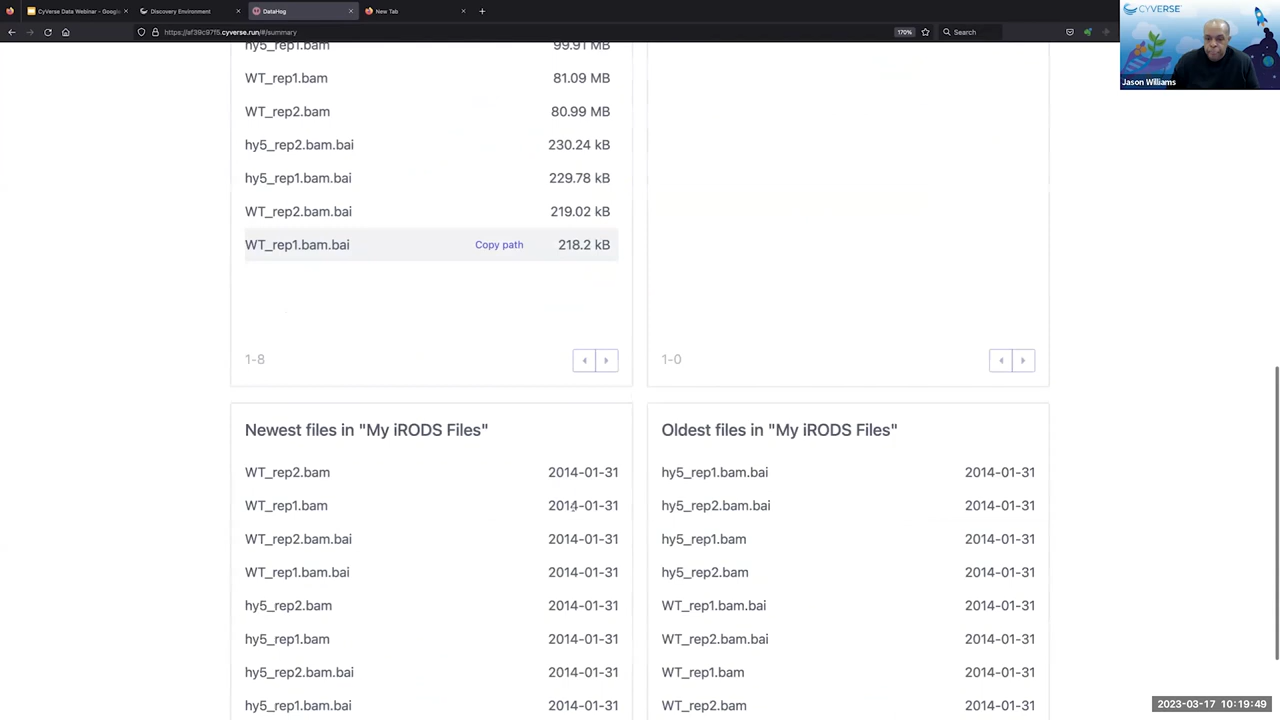 CyVerse Data Webinar - Google
Discovery Environment
DataHog
New Tab
https://af39c97f5.cyverse.run/#/summary
170%
Search
CYVERSE
Jason Williams
hy5_rep1.bam 99.91 MB
WT_rep1.bam 81.09 MB
WT_rep2.bam 80.99 MB
hy5_rep2.bam.bai 230.24 kB
hy5_rep1.bam.bai 229.78 kB
WT_rep2.bam.bai 219.02 kB
WT_rep1.bam.bai Copy path 218.2 kB
1-8
1-0
Newest files in "My iRODS Files"
WT_rep2.bam 2014-01-31
WT_rep1.bam 2014-01-31
WT_rep2.bam.bai 2014-01-31
WT_rep1.bam.bai 2014-01-31
hy5_rep2.bam 2014-01-31
hy5_rep1.bam 2014-01-31
hy5_rep2.bam.bai 2014-01-31
hy5_rep1.bam.bai 2014-01-31
Oldest files in "My iRODS Files"
hy5_rep1.bam.bai 2014-01-31
hy5_rep2.bam.bai 2014-01-31
hy5_rep1.bam 2014-01-31
hy5_rep2.bam 2014-01-31
WT_rep1.bam.bai 2014-01-31
WT_rep2.bam.bai 2014-01-31
WT_rep1.bam 2014-01-31
WT_rep2.bam 2014-01-31
2023-03-17 10:19:49